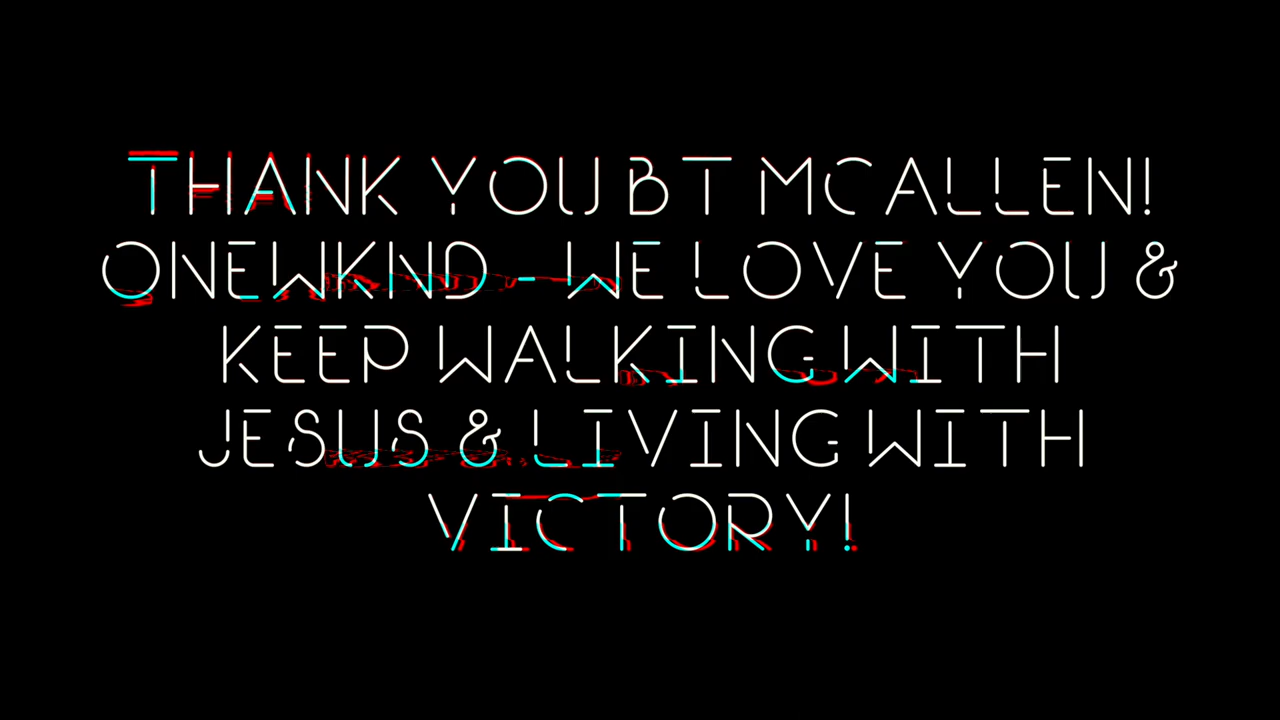 THANK YOU BT MCALLEN!
ONEWKND - WE LOVE YOU &
KEEP WALKING WITH
JESUS & LIVING WITH
VICTORY!